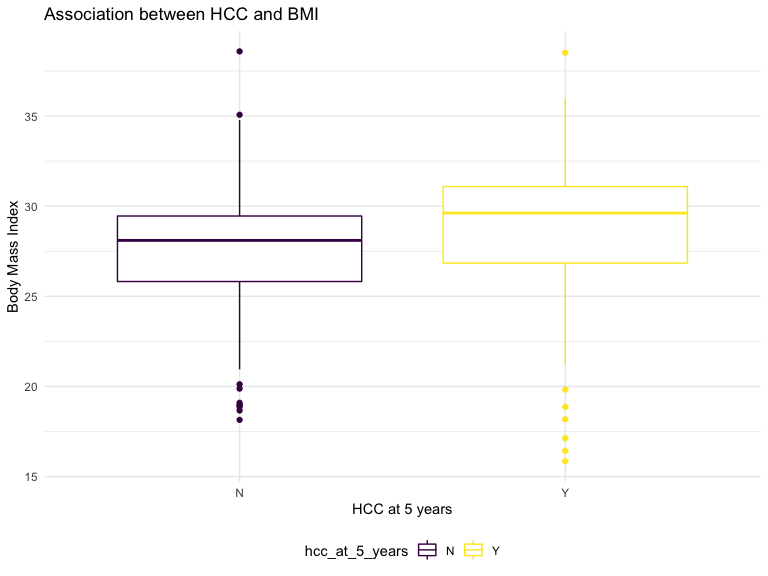 Association between HCC and BMI
Body Mass Index
35
30
25
20
15
N
Y
HCC at 5 years
hcc_at_5_years N Y